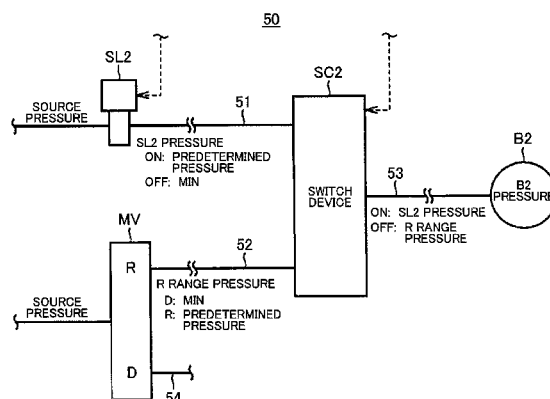 50
SL2
SC2
SOURCE
PRESSURE
51
SL2 PRESSURE
ON: PREDETERMINED
PRESSURE
OFF: MIN
B2
53
SWITCH
DEVICE
B2
PRESSURE
ON: SL2 PRESSURE
OFF: R RANGE
PRESSURE
MV
R
52
R RANGE PRESSURE
D: MIN
R: PREDETERMINED
PRESSURE
SOURCE
PRESSURE
D
54